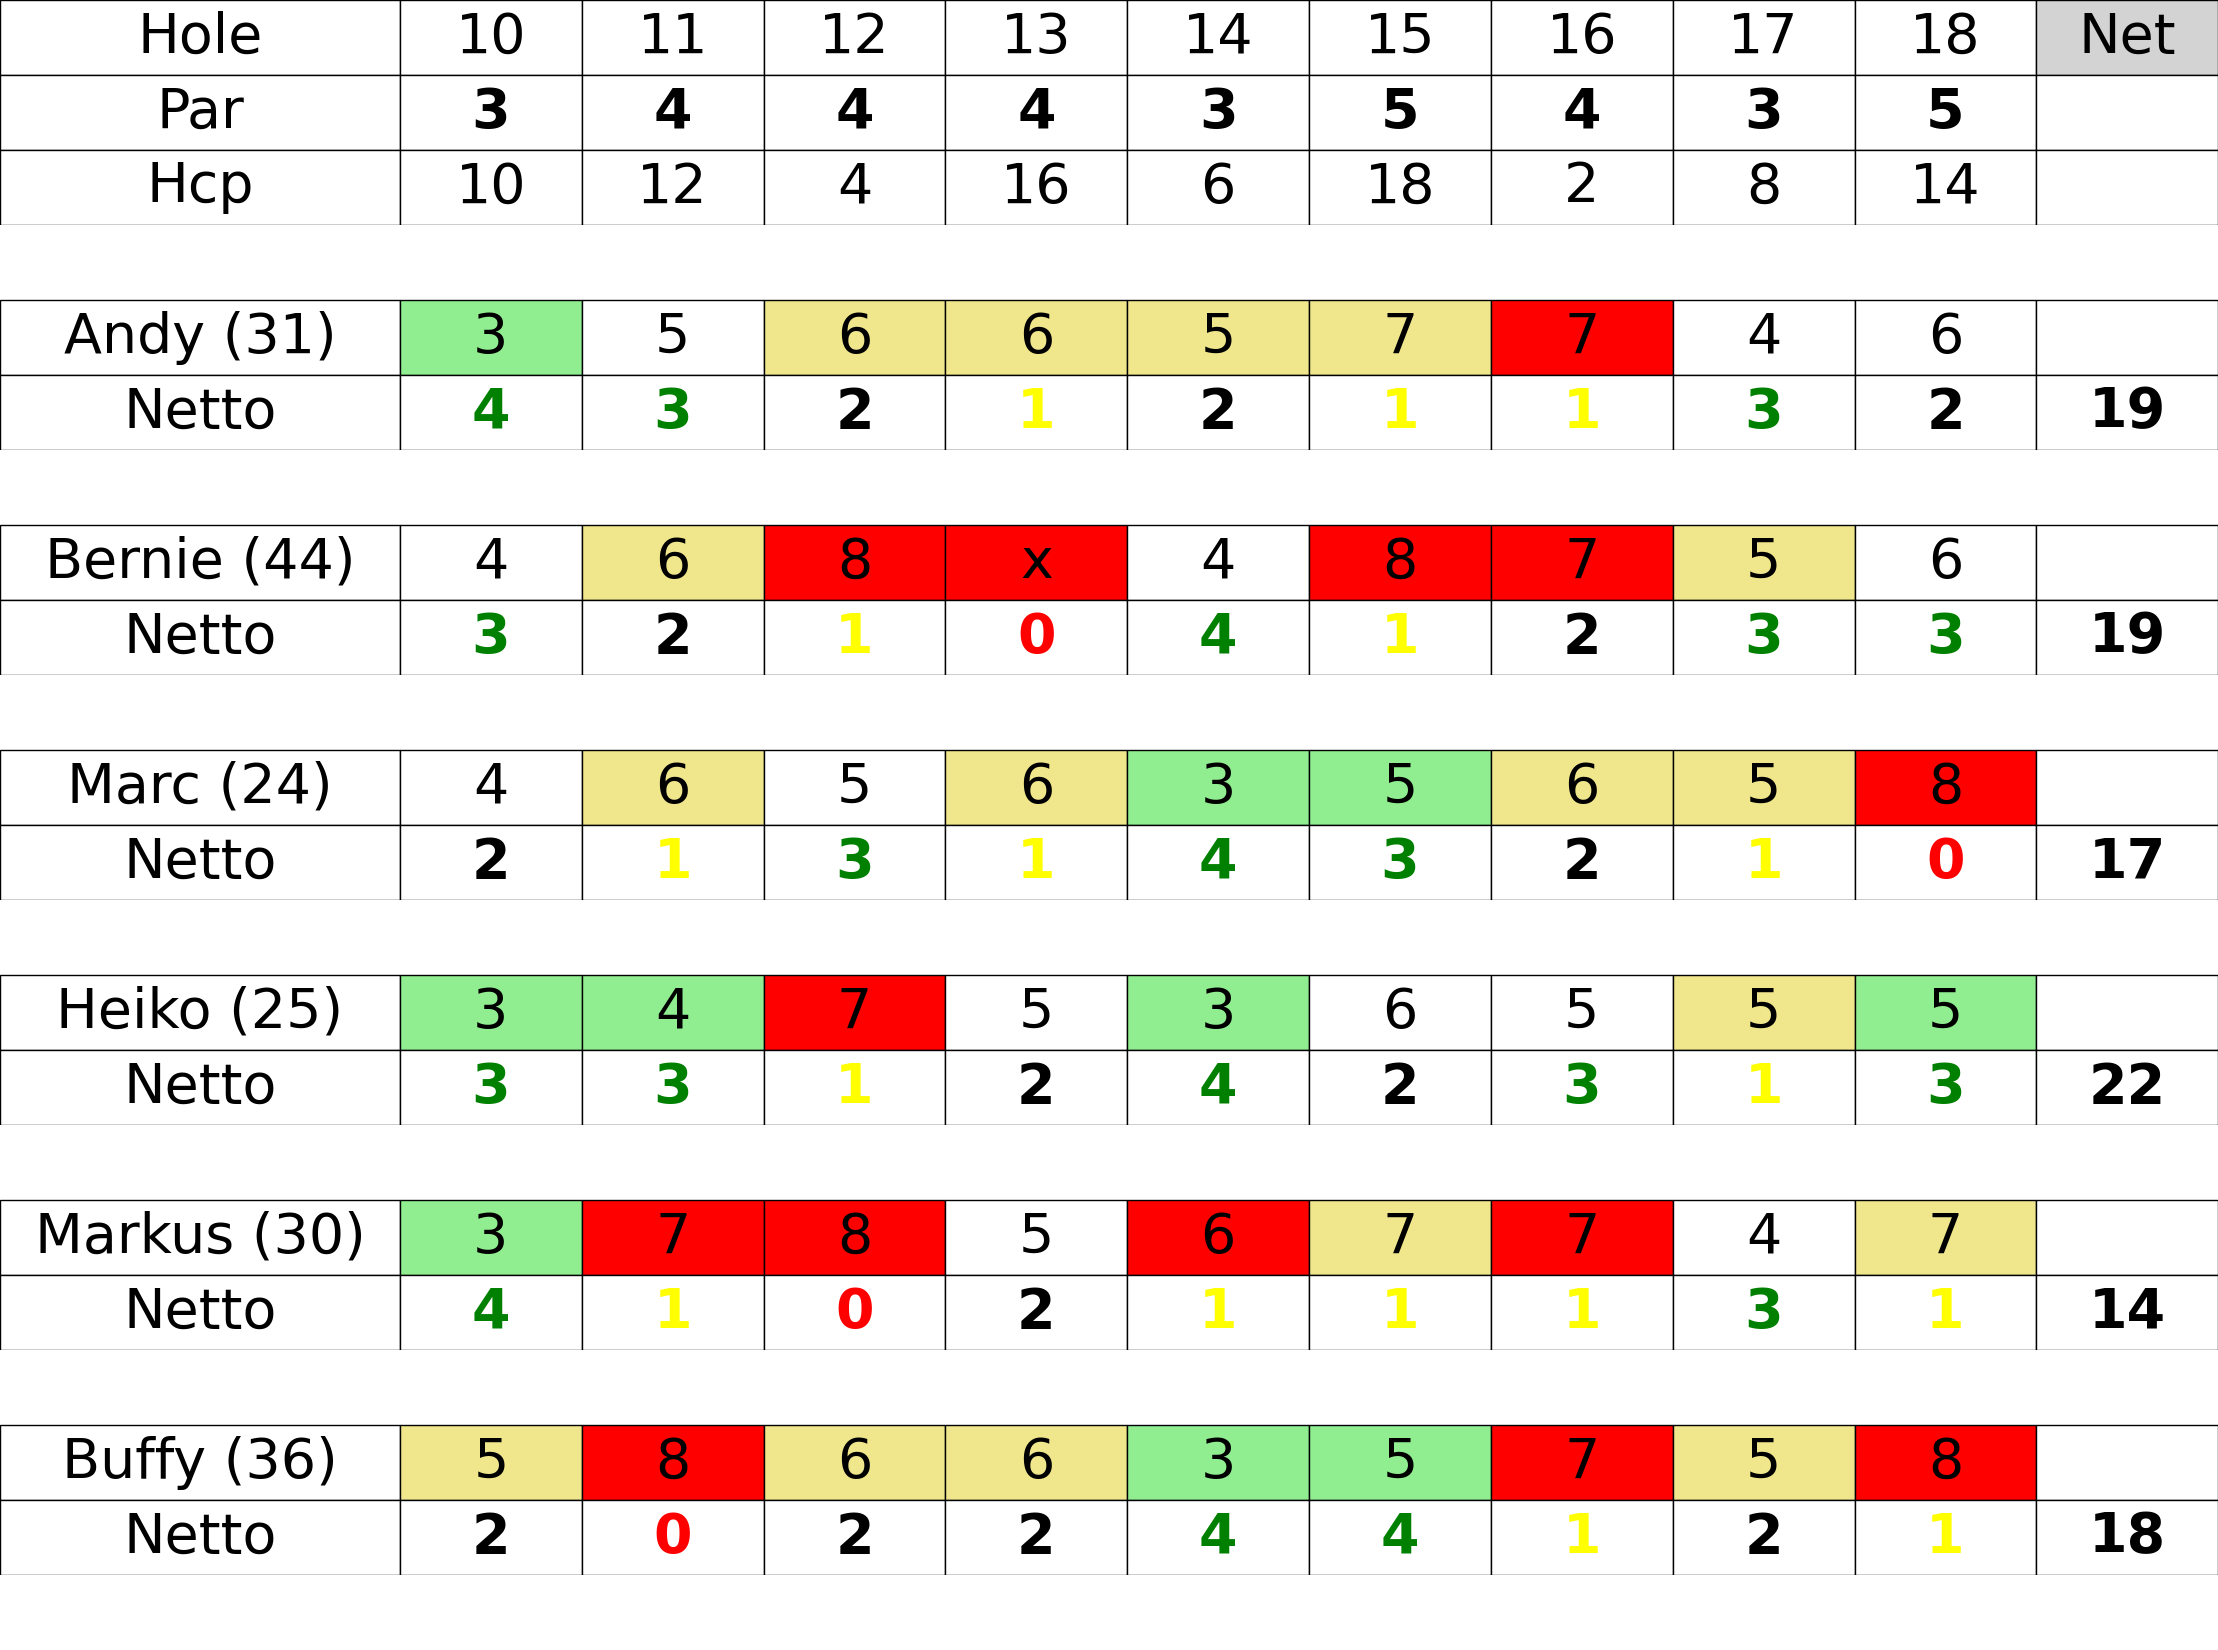 Hole 10 11 12 13 14 15 16 17 18 Net
Par 3 4 4 4 3 5 4 3 5
Hcp 10 12 4 16 6 18 2 8 14
Andy (31) 3 5 6 6 5 7 7 4 6
Netto 4 3 2 1 2 1 1 3 2 19
Bernie (44) 4 6 8 x 4 8 7 5 6
Netto 3 2 1 0 4 1 2 3 3 19
Marc (24) 4 6 5 6 3 5 6 5 8
Netto 2 1 3 1 4 3 2 1 0 17
Heiko (25) 3 4 7 5 3 6 5 5 5
Netto 3 3 1 2 4 2 3 1 3 22
Markus (30) 3 7 8 5 6 7 7 4 7
Netto 4 1 0 2 1 1 1 3 1 14
Buffy (36) 5 8 6 6 3 5 7 5 8
Netto 2 0 2 2 4 4 1 2 1 18